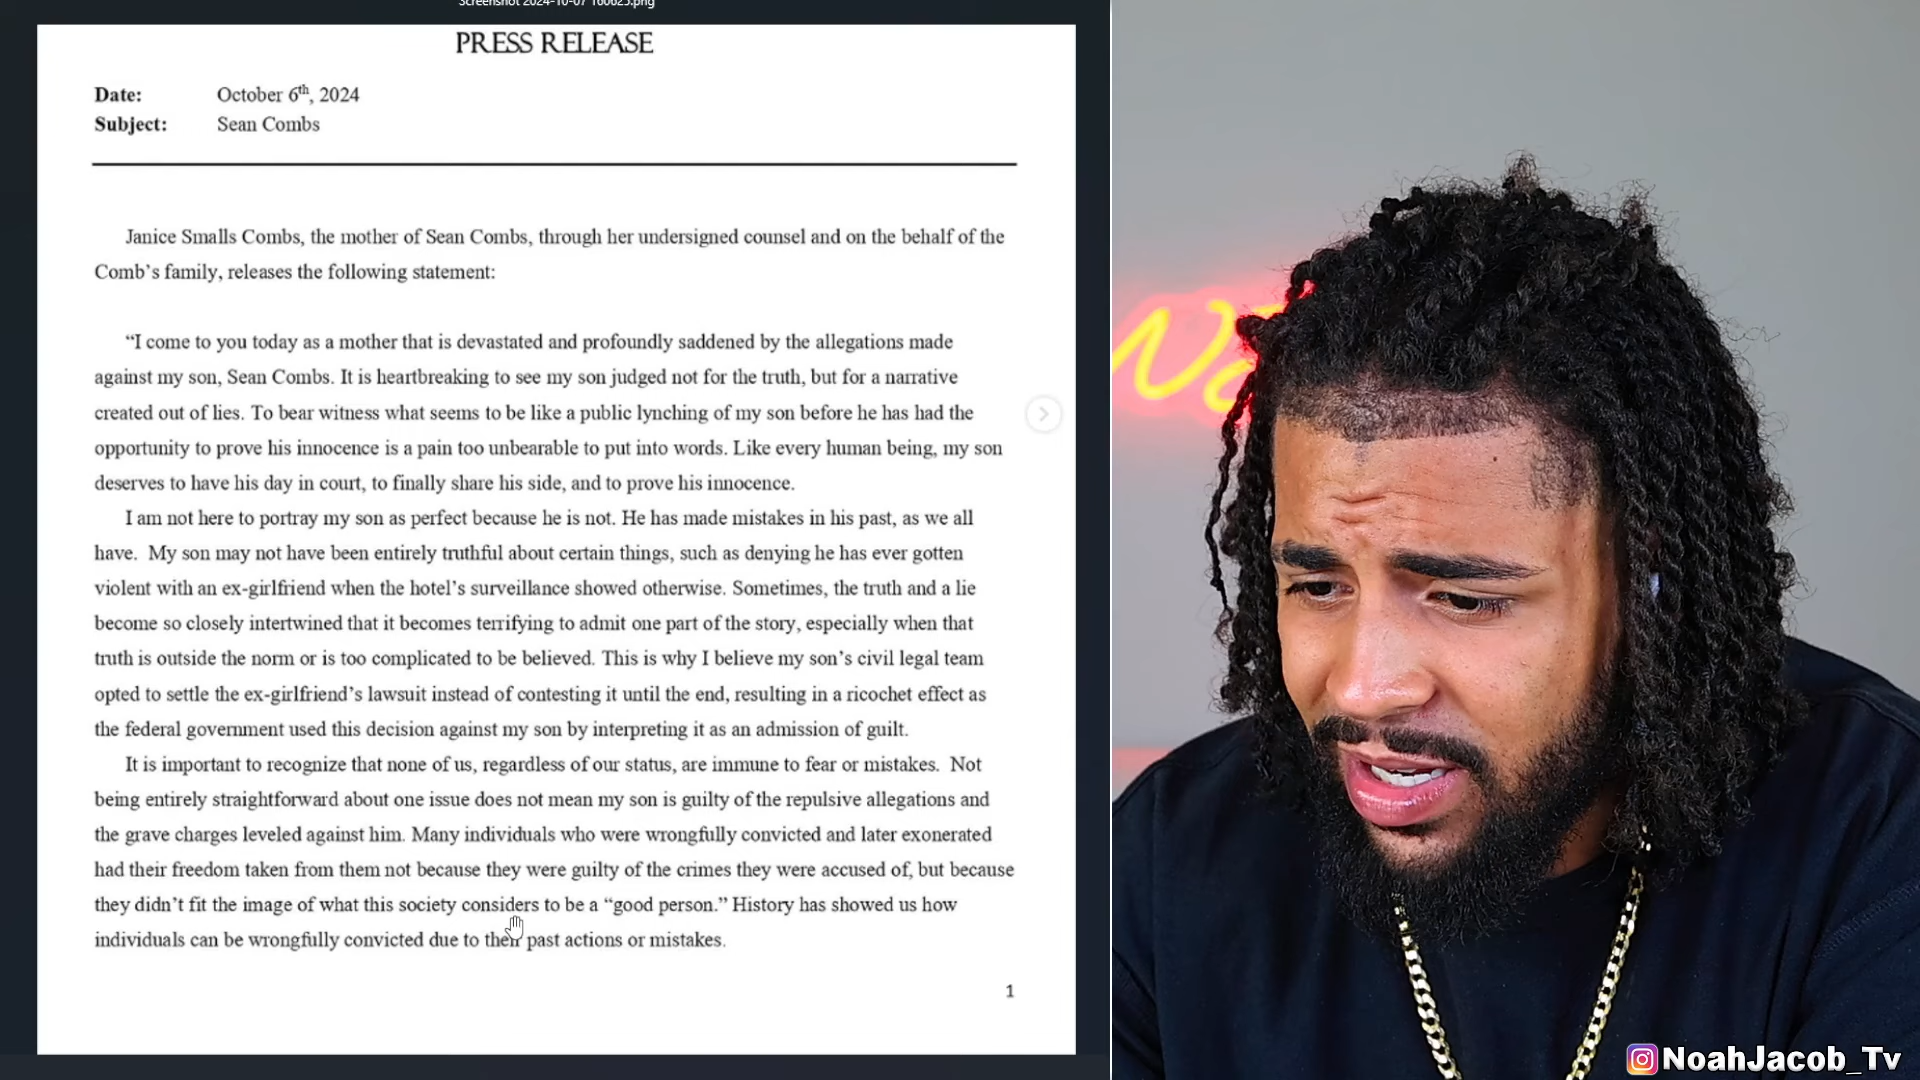 Screenshot 2024-10-07 160625.png
PRESS RELEASE
Date: October 6th, 2024
Subject: Sean Combs
Janice Smalls Combs, the mother of Sean Combs, through her undersigned counsel and on the behalf of the
Comb's family, releases the following statement:
“I come to you today as a mother that is devastated and profoundly saddened by the allegations made
against my son, Sean Combs. It is heartbreaking to see my son judged not for the truth, but for a narrative
created out of lies. To bear witness what seems to be like a public lynching of my son before he has had the
opportunity to prove his innocence is a pain too unbearable to put into words. Like every human being, my son
deserves to have his day in court, to finally share his side, and to prove his innocence.
I am not here to portray my son as perfect because he is not. He has made mistakes in his past, as we all
have. My son may not have been entirely truthful about certain things, such as denying he has ever gotten
violent with an ex-girlfriend when the hotel's surveillance showed otherwise. Sometimes, the truth and a lie
become so closely intertwined that it becomes terrifying to admit one part of the story, especially when that
truth is outside the norm or is too complicated to be believed. This is why I believe my son's civil legal team
opted to settle the ex-girlfriend's lawsuit instead of contesting it until the end, resulting in a ricochet effect as
the federal government used this decision against my son by interpreting it as an admission of guilt.
It is important to recognize that none of us, regardless of our status, are immune to fear or mistakes. Not
being entirely straightforward about one issue does not mean my son is guilty of the repulsive allegations and
the grave charges leveled against him. Many individuals who were wrongfully convicted and later exonerated
had their freedom taken from them not because they were guilty of the crimes they were accused of, but because
they didn't fit the image of what this society considers to be a “good person.” History has showed us how
individuals can be wrongfully convicted due to their past actions or mistakes.
1
NoahJacob_Tv